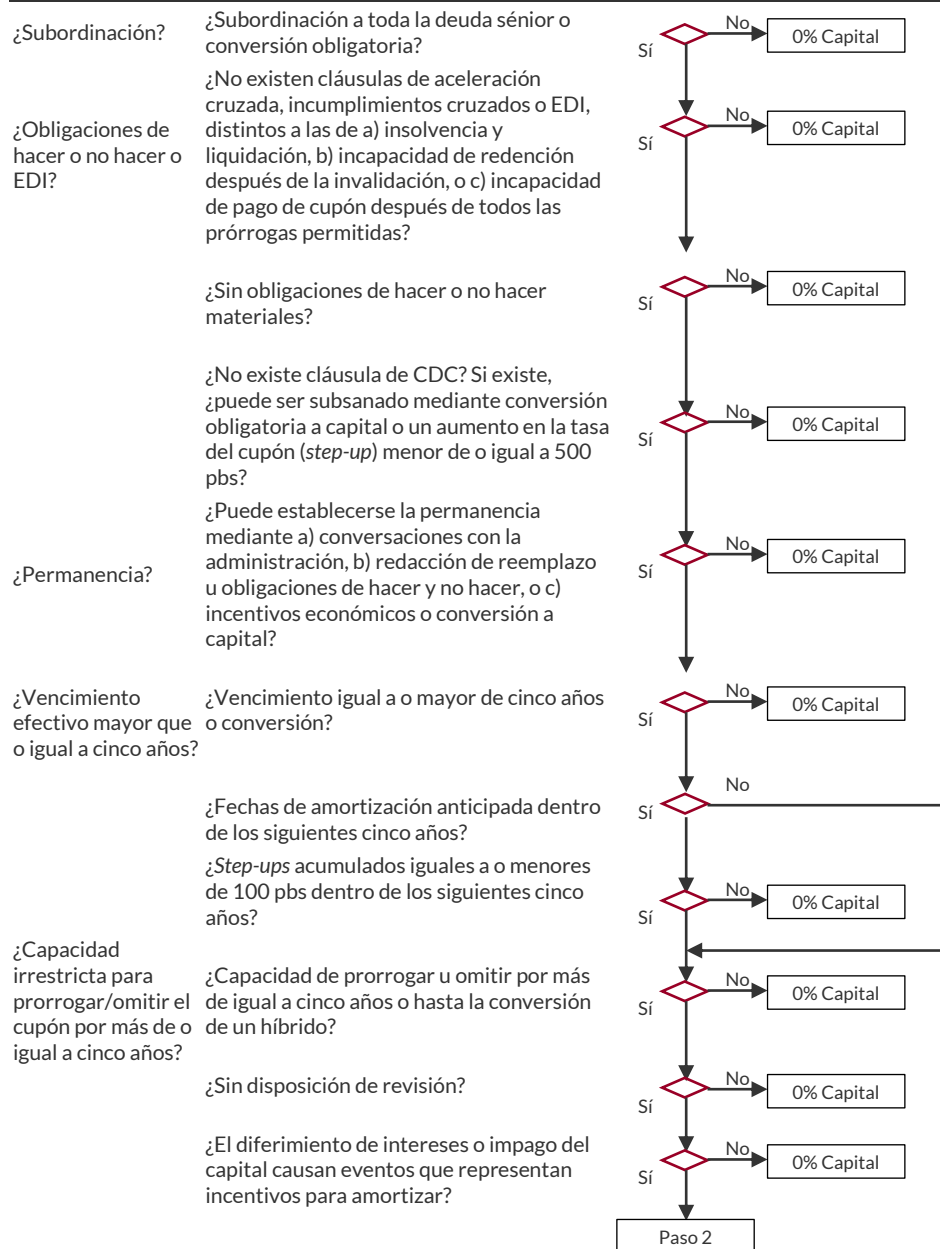 ¿Subordinación?
¿Subordinación a toda la deuda sénior o
conversión obligatoria?
No
Sí
0% Capital
¿Obligaciones de
hacer o no hacer o
EDI?
¿No existen cláusulas de aceleración
cruzada, incumplimientos cruzados o EDI,
distintos a las de a) insolvencia y
liquidación, b) incapacidad de redención
después de la invalidación, o c) incapacidad
de pago de cupón después de todos las
prórrogas permitidas?
No
Sí
0% Capital
¿Sin obligaciones de hacer o no hacer
materiales?
No
Sí
0% Capital
¿No existe cláusula de CDC? Si existe,
¿puede ser subsanado mediante conversión
obligatoria a capital o un aumento en la tasa
del cupón (step-up) menor de o igual a 500
pbs?
No
Sí
0% Capital
¿Permanencia?
¿Puede establecerse la permanencia
mediante a) conversaciones con la
administración, b) redacción de reemplazo
u obligaciones de hacer y no hacer, o c)
incentivos económicos o conversión a
capital?
No
Sí
0% Capital
¿Vencimiento
efectivo mayor que
o igual a cinco años?
¿Vencimiento igual a o mayor de cinco años
o conversión?
No
Sí
0% Capital
¿Fechas de amortización anticipada dentro
de los siguientes cinco años?
No
Sí
¿Step-ups acumulados iguales a o menores
de 100 pbs dentro de los siguientes cinco
años?
No
Sí
0% Capital
¿Capacidad
irrestricta para
prorrogar/omitir el
cupón por más de o
igual a cinco años?
¿Capacidad de prorrogar u omitir por más
de igual a cinco años o hasta la conversión
de un híbrido?
No
Sí
0% Capital
¿Sin disposición de revisión?
No
Sí
0% Capital
¿El diferimiento de intereses o impago del
capital causan eventos que representan
incentivos para amortizar?
No
Sí
0% Capital
Paso 2